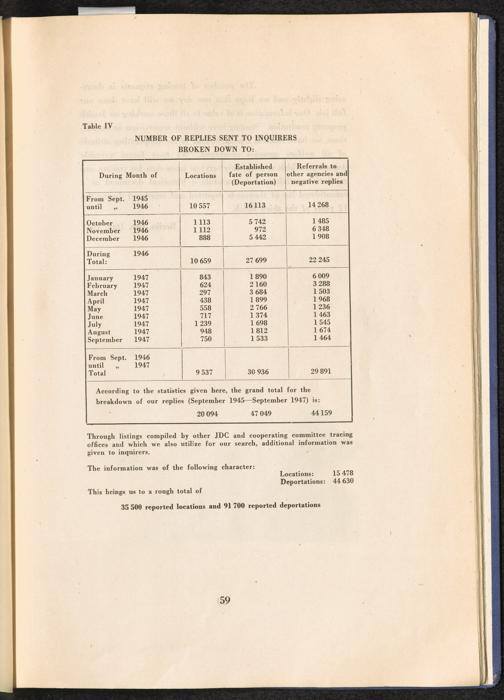 Table IV
NUMBER OF REPLIES SENT TO INQUIRERS
BROKEN DOWN TO:
During Month of Locations Established fate of person (Deportation) Referrals to other agencies and negative replies
From Sept. 1945
until „ 1946 10 557 16 113 14 268
October 1946 1 113 5 742 1 485
November 1946 1 112 972 6 348
December 1946 888 5 442 1 908
During 1946
Total: 10 659 27 699 22 245
January 1947 843 1 890 6 009
February 1947 624 2 160 3 288
March 1947 297 3 684 1 503
April 1947 438 1 899 1 968
May 1947 558 2 766 1 236
June 1947 717 1 374 1 463
July 1947 1 239 1 698 1 545
August 1947 948 1 812 1 674
September 1947 750 1 533 1 464
From Sept. 1946
until „ 1947
Total 9 537 30 936 29 891
According to the statistics given here, the grand total for the
breakdown of our replies (September 1945—September 1947) is:
20 094 47 049 44 159
Through listings compiled by other JDC and cooperating committee tracing
offices and which we also utilize for our search, additional information was
given to inquirers.
The information was of the following character:
Locations: 15 478
Deportations: 44 630
This brings us to a rough total of
35 500 reported locations and 91 700 reported deportations
59